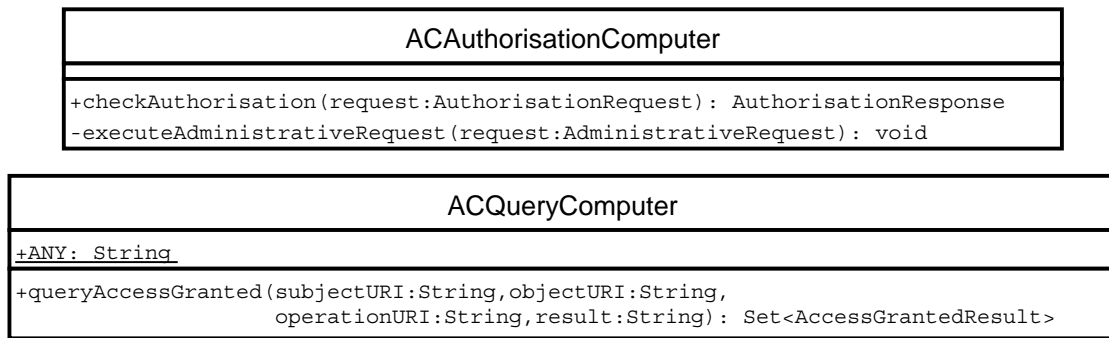 ACAuthorisationComputer
+checkAuthorisation(request:AuthorisationRequest): AuthorisationResponse
-executeAdministrativeRequest(request:AdministrativeRequest): void
ACQueryComputer
+ANY: String
+queryAccessGranted(subjectURI:String,objectURI:String,
operationURI:String,result:String): Set<AccessGrantedResult>